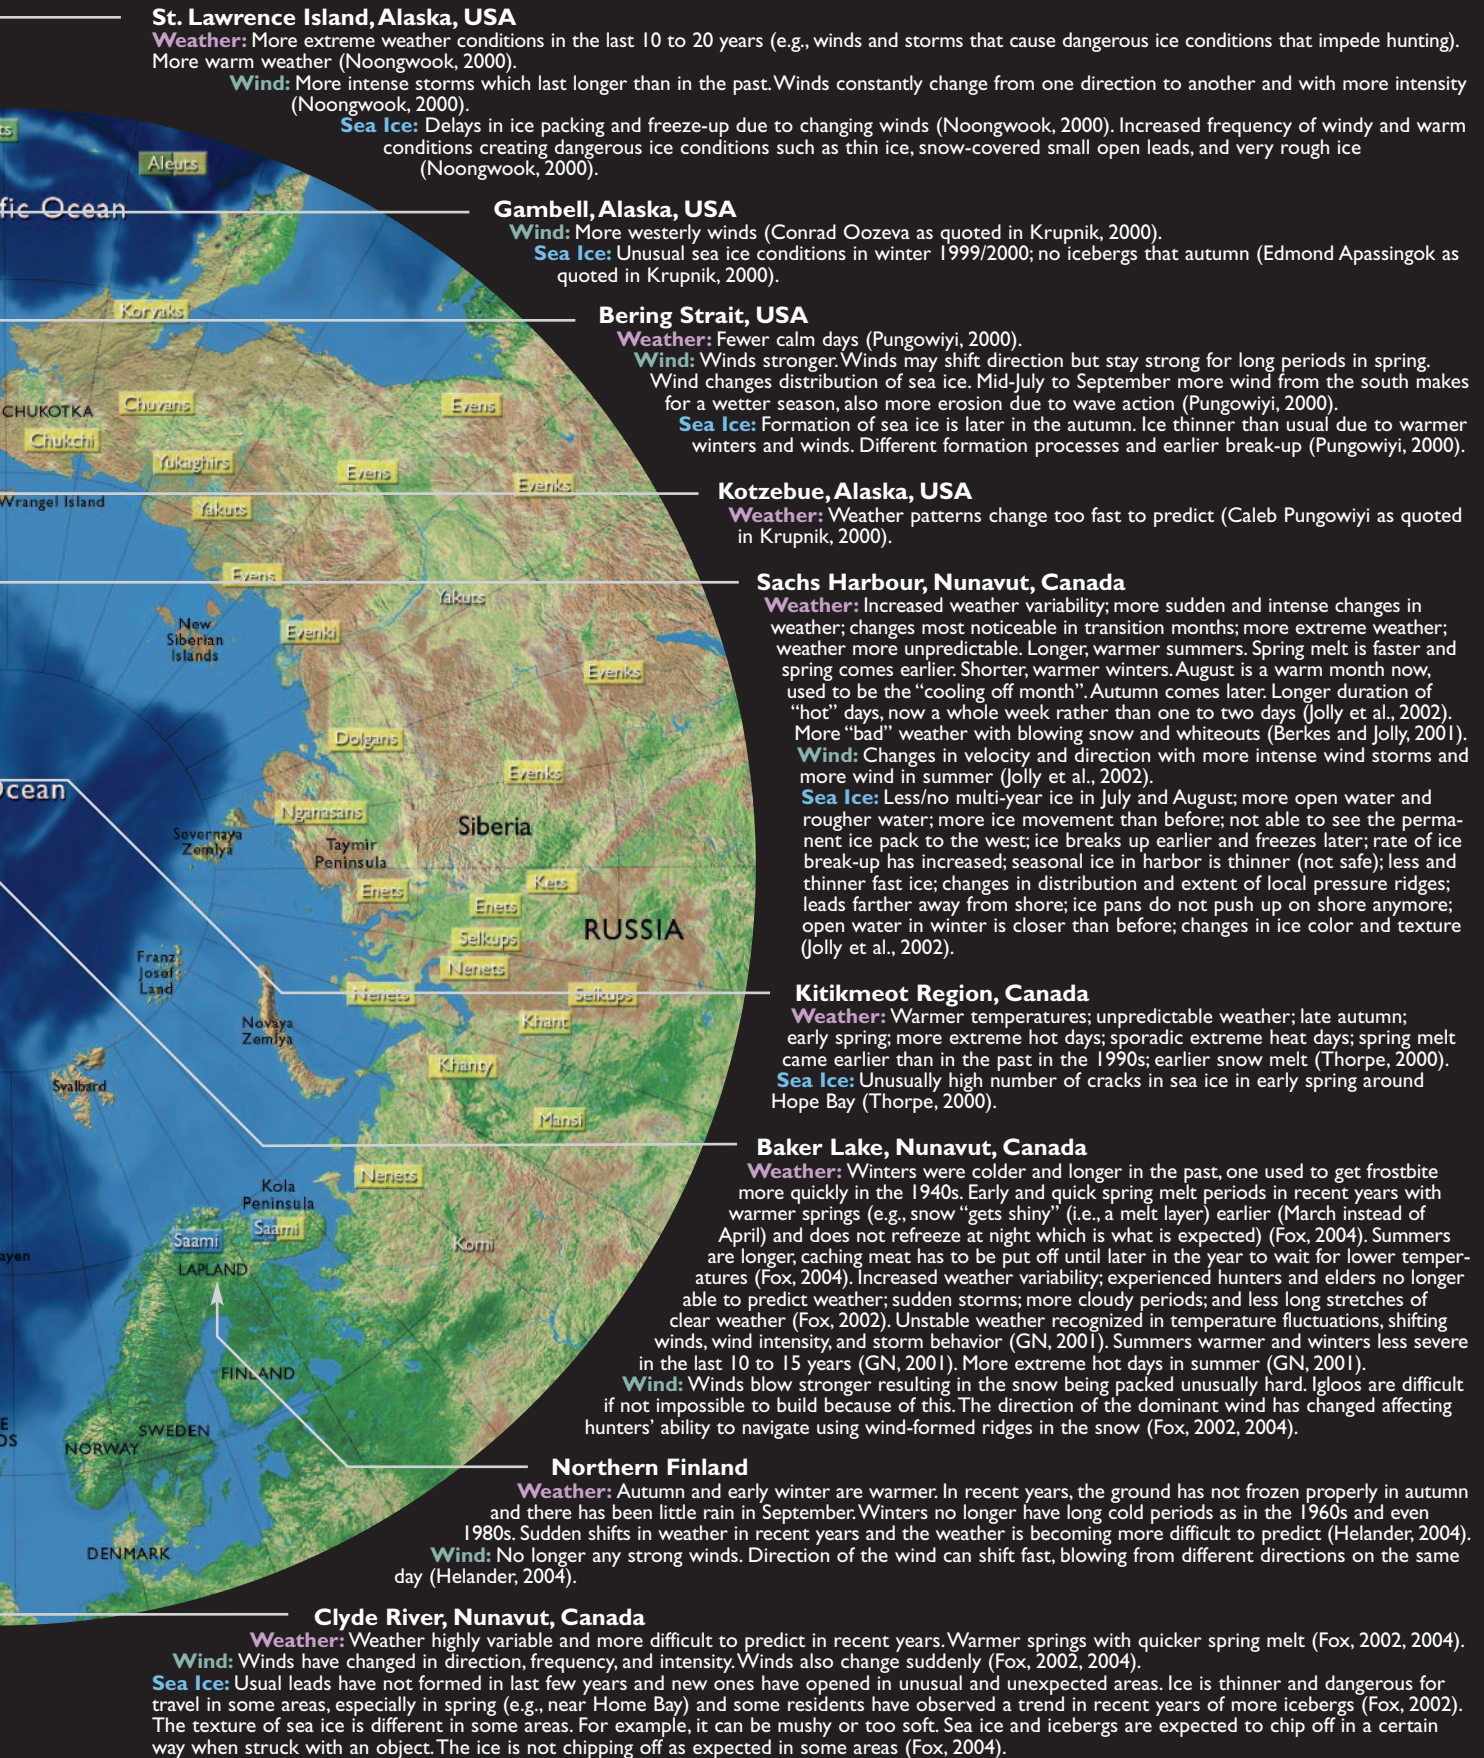 St. Lawrence Island, Alaska, USA
Weather: More extreme weather conditions in the last 10 to 20 years (e.g., winds and storms that cause dangerous ice conditions that impede hunting).
More warm weather (Noongwook, 2000).
Wind: More intense storms which last longer than in the past. Winds constantly change from one direction to another and with more intensity
(Noongwook, 2000).
Sea Ice: Delays in ice packing and freeze-up due to changing winds (Noongwook, 2000). Increased frequency of windy and warm
conditions creating dangerous ice conditions such as thin ice, snow-covered small open leads, and very rough ice
(Noongwook, 2000).
Gambell, Alaska, USA
Wind: More westerly winds (Conrad Oozeva as quoted in Krupnik, 2000).
Sea Ice: Unusual sea ice conditions in winter 1999/2000; no icebergs that autumn (Edmond Apassingok as
quoted in Krupnik, 2000).
Bering Strait, USA
Weather: Fewer calm days (Pungowiyi, 2000).
Wind: Winds stronger. Winds may shift direction but stay strong for long periods in spring.
Wind changes distribution of sea ice. Mid-July to September more wind from the south makes
for a wetter season, also more erosion due to wave action (Pungowiyi, 2000).
Sea Ice: Formation of sea ice is later in the autumn. Ice thinner than usual due to warmer
winters and winds. Different formation processes and earlier break-up (Pungowiyi, 2000).
Kotzebue, Alaska, USA
Weather: Weather patterns change too fast to predict (Caleb Pungowiyi as quoted
in Krupnik, 2000).
Sachs Harbour, Nunavut, Canada
Weather: Increased weather variability; more sudden and intense changes in
weather; changes most noticeable in transition months; more extreme weather;
weather more unpredictable. Longer, warmer summers. Spring melt is faster and
spring comes earlier. Shorter, warmer winters. August is a warm month now,
used to be the “cooling off month”. Autumn comes later. Longer duration of
“hot” days, now a whole week rather than one to two days (Jolly et al., 2002).
More “bad” weather with blowing snow and whiteouts (Berkes and Jolly, 2001).
Wind: Changes in velocity and direction with more intense wind storms and
more wind in summer (Jolly et al., 2002).
Sea Ice: Less/no multi-year ice in July and August; more open water and
rougher water; more ice movement than before; not able to see the perma-
nent ice pack to the west; ice breaks up earlier and freezes later; rate of ice
break-up has increased; seasonal ice in harbor is thinner (not safe); less and
thinner fast ice; changes in distribution and extent of local pressure ridges;
leads farther away from shore; ice pans do not push up on shore anymore;
open water in winter is closer than before; changes in ice color and texture
(Jolly et al., 2002).
Kitikmeot Region, Canada
Weather: Warmer temperatures; unpredictable weather; late autumn;
early spring; more extreme hot days; sporadic extreme heat days; spring melt
came earlier than in the past in the 1990s; earlier snow melt (Thorpe, 2000).
Sea Ice: Unusually high number of cracks in sea ice in early spring around
Hope Bay (Thorpe, 2000).
Baker Lake, Nunavut, Canada
Weather: Winters were colder and longer in the past, one used to get frostbite
more quickly in the 1940s. Early and quick spring melt periods in recent years with
warmer springs (e.g., snow “gets shiny” (i.e., a melt layer) earlier (March instead of
April) and does not refreeze at night which is what is expected) (Fox, 2004). Summers
are longer, caching meat has to be put off until later in the year to wait for lower temper-
atures (Fox, 2004). Increased weather variability; experienced hunters and elders no longer
able to predict weather; sudden storms; more cloudy periods; and less long stretches of
clear weather (Fox, 2002). Unstable weather recognized in temperature fluctuations, shifting
winds, wind intensity, and storm behavior (GN, 2001). Summers warmer and winters less severe
in the last 10 to 15 years (GN, 2001). More extreme hot days in summer (GN, 2001).
Wind: Winds blow stronger resulting in the snow being packed unusually hard. Igloos are difficult
if not impossible to build because of this. The direction of the dominant wind has changed affecting
hunters’ ability to navigate using wind-formed ridges in the snow (Fox, 2002, 2004).
Northern Finland
Weather: Autumn and early winter are warmer. In recent years, the ground has not frozen properly in autumn
and there has been little rain in September. Winters no longer have long cold periods as in the 1960s and even
1980s. Sudden shifts in weather in recent years and the weather is becoming more difficult to predict (Helander, 2004).
Wind: No longer any strong winds. Direction of the wind can shift fast, blowing from different directions on the same
day (Helander, 2004).
Clyde River, Nunavut, Canada
Weather: Weather highly variable and more difficult to predict in recent years. Warmer springs with quicker spring melt (Fox, 2002, 2004).
Wind: Winds have changed in direction, frequency, and intensity. Winds also change suddenly (Fox, 2002, 2004).
Sea Ice: Usual leads have not formed in last few years and new ones have opened in unusual and unexpected areas. Ice is thinner and dangerous for
travel in some areas, especially in spring (e.g., near Home Bay) and some residents have observed a trend in recent years of more icebergs (Fox, 2002).
The texture of sea ice is different in some areas. For example, it can be mushy or too soft. Sea ice and icebergs are expected to chip off in a certain
way when struck with an object. The ice is not chipping off as expected in some areas (Fox, 2004).
ts
Aleuts
fic Ocean
Koryaks
CHUKOTKA
Chuvans
Evens
Chukchi
Yukaghirs
Evens
Evenks
Wrangel Island
Yakuts
Evens
Yakuts
New
Siberian
Islands
Evenki
Evenks
Dolgans
Evenks
Ocean
Nganasans
Severnaya
Zemlya
Taymir
Peninsula
Siberia
Enets
Kets
Enets
RUSSIA
Selkups
Franz
Josef
Land
Nenets
Nenets
Selkups
Novaya
Zemlya
Khant
Khanty
Svalbard
Mansi
Nenets
Kola
Peninsula
Saami
Saami
Komi
ayen
LAPLAND
FINLAND
E
DS
SWEDEN
NORWAY
DENMARK